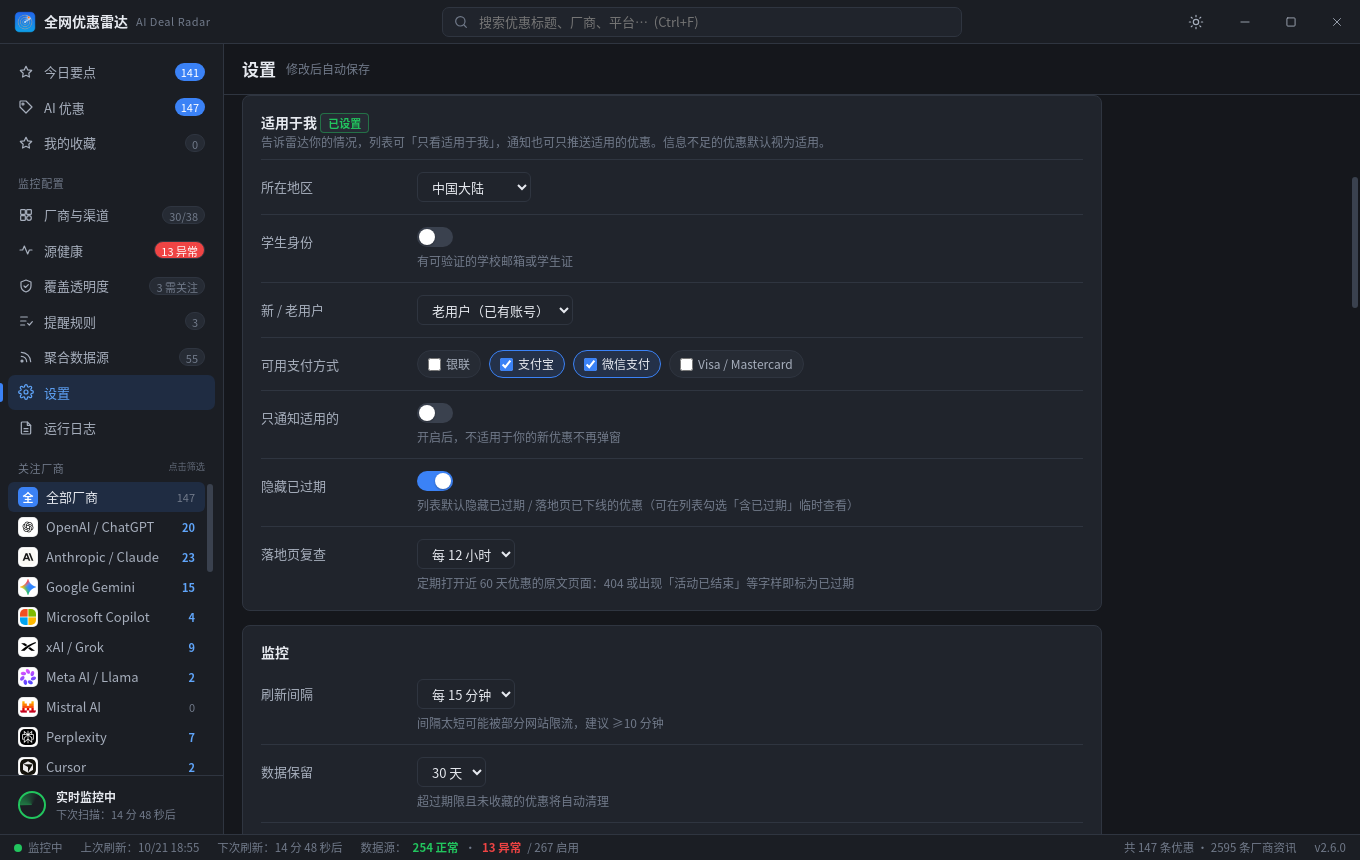 全网优惠雷达 AI Deal Radar
搜索优惠标题、厂商、平台… (Ctrl+F)
今日要点 141
AI 优惠 147
我的收藏 0
监控配置
厂商与渠道 30/38
源健康 13 异常
覆盖透明度 3 需关注
提醒规则 3
聚合数据源 55
设置
运行日志
关注厂商 点击筛选
全 全部厂商 147
OpenAI / ChatGPT 20
Anthropic / Claude 23
Google Gemini 15
Microsoft Copilot 4
xAI / Grok 9
Meta AI / Llama 2
Mistral AI 0
Perplexity 7
Cursor 2
实时监控中
下次扫描：14 分 48 秒后
设置 修改后自动保存
适用于我 已设置
告诉雷达你的情况，列表可「只看适用于我」，通知也可只推送适用的优惠。信息不足的优惠默认视为适用。
所在地区 中国大陆
学生身份
有可验证的学校邮箱或学生证
新 / 老用户 老用户（已有账号）
可用支付方式 银联 支付宝 微信支付 Visa / Mastercard
只通知适用的
开启后，不适用于你的新优惠不再弹窗
隐藏已过期
列表默认隐藏已过期 / 落地页已下线的优惠（可在列表勾选「含已过期」临时查看）
落地页复查 每 12 小时
定期打开近 60 天优惠的原文页面：404 或出现「活动已结束」等字样即标为已过期
监控
刷新间隔 每 15 分钟
间隔太短可能被部分网站限流，建议 ≥10 分钟
数据保留 30 天
超过期限且未收藏的优惠将自动清理
监控中 上次刷新：10/21 18:55 下次刷新：14 分 48 秒后 数据源： 254 正常 · 13 异常 / 267 启用 共 147 条优惠 · 2595 条厂商资讯 v2.6.0